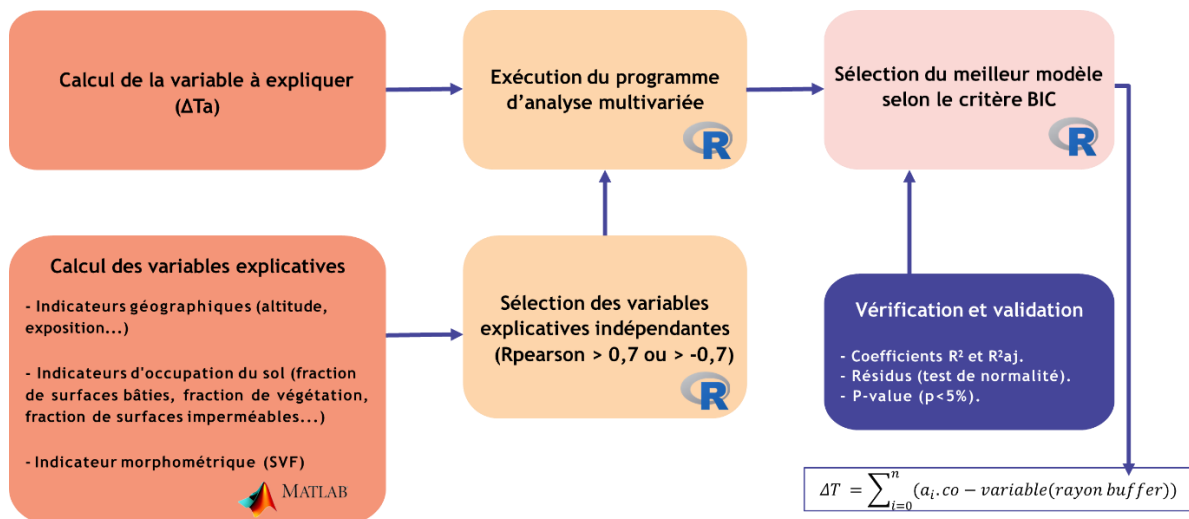 Calcul de la variable à expliquer
(ΔTa)
Exécution du programme
d'analyse multivariée
R
Sélection du meilleur modèle
selon le critère BIC
R
Calcul des variables explicatives
- Indicateurs géographiques (altitude,
exposition...)
- Indicateurs d'occupation du sol (fraction
de surfaces bâties, fraction de végétation,
fraction de surfaces imperméables...)
- Indicateur morphométrique (SVF)
MATLAB
Sélection des variables
explicatives indépendantes
(Rpearson > 0,7 ou > -0,7)
R
Vérification et validation
- Coefficients R² et R²aj.
- Résidus (test de normalité).
- P-value (p<5%).
ΔT = ∑ⁿᵢ₌₀(aᵢ.co − variable(rayon buffer))